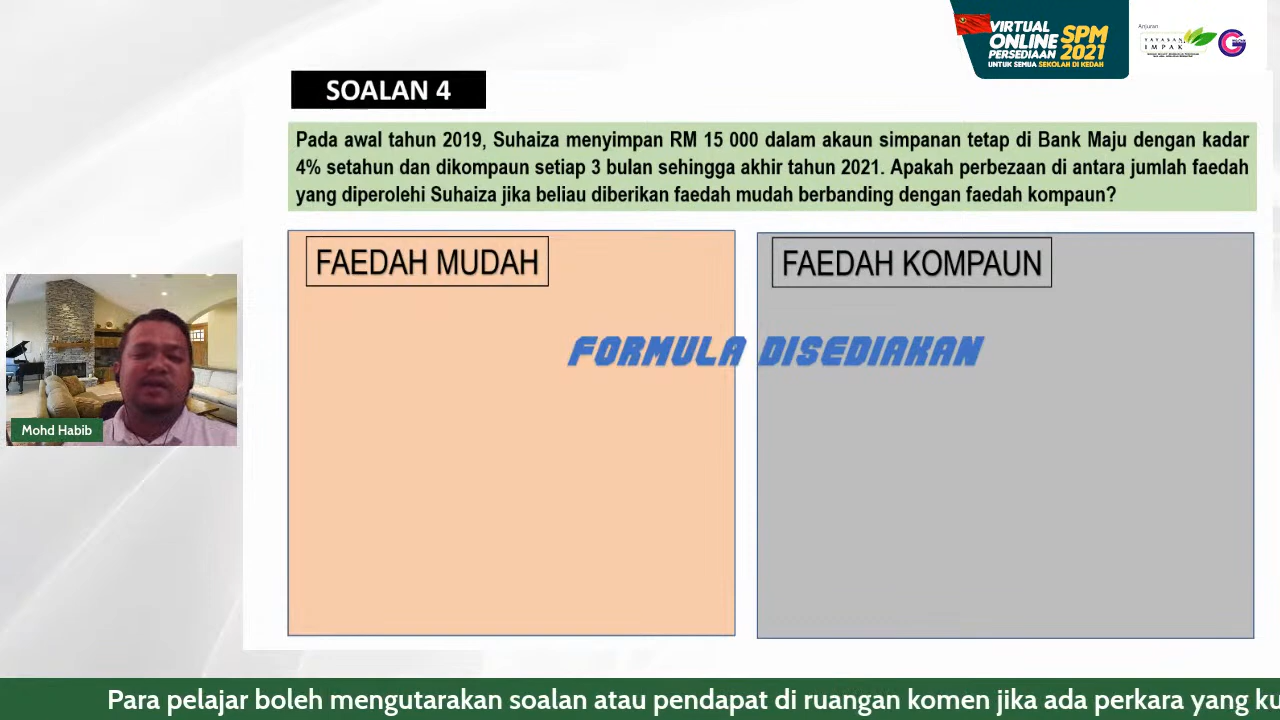 VIRTUAL
ONLINE
PERSEDIAAN
SPM
2021
UNTUK SEMUA SEKOLAH DI KEDAH
Anjuran
YAYASAN
IMPAK
SOALAN 4
Pada awal tahun 2019, Suhaiza menyimpan RM 15 000 dalam akaun simpanan tetap di Bank Maju dengan kadar
4% setahun dan dikompaun setiap 3 bulan sehingga akhir tahun 2021. Apakah perbezaan di antara jumlah faedah
yang diperolehi Suhaiza jika beliau diberikan faedah mudah berbanding dengan faedah kompaun?
FAEDAH MUDAH
FAEDAH KOMPAUN
FORMULA DISEDIAKAN
Mohd Habib
Para pelajar boleh mengutarakan soalan atau pendapat di ruangan komen jika ada perkara yang ku